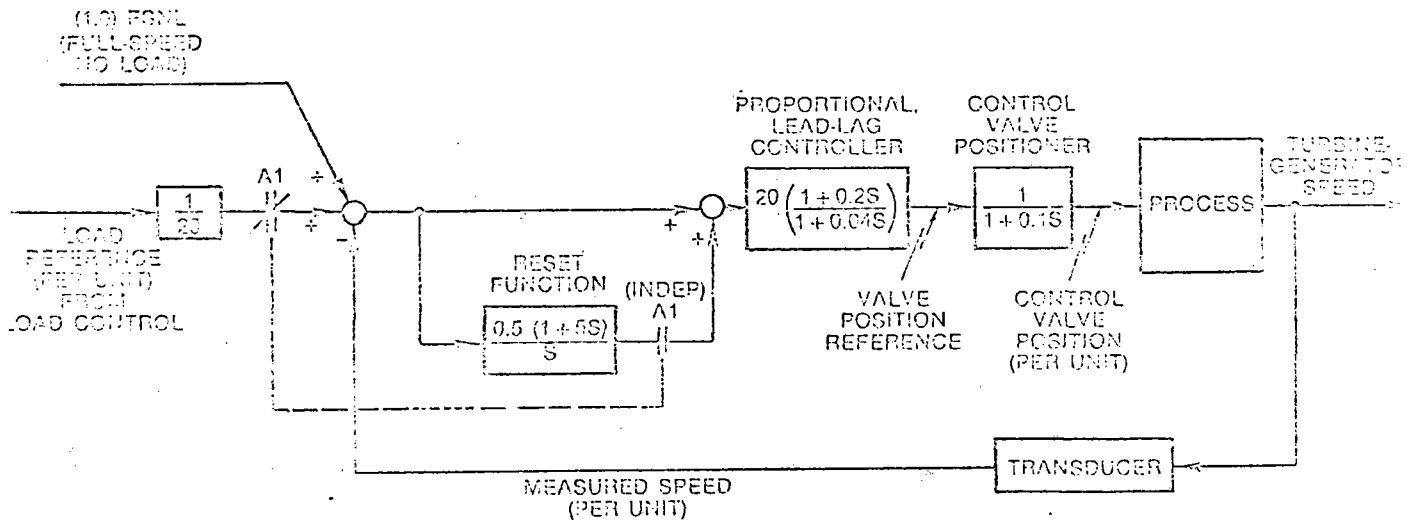 (1.0) FSNL
(FULL-SPEED
NO LOAD)
A1
1
20
LOAD
REFERENCE
(PER UNIT)
FROM
LOAD CONTROL
÷
÷
÷
-
RESET
FUNCTION
0.5 (1 + 5S)
S
(INDEP)
A1
+
÷
PROPORTIONAL,
LEAD-LAG
CONTROLLER
20 (1 + 0.2S
1 + 0.04S)
VALVE
POSITION
REFERENCE
CONTROL
VALVE
POSITIONER
1
1 + 0.1S
CONTROL
VALVE
POSITION
(PER UNIT)
PROCESS
TURBINE-
GENERATOR
SPEED
TRANSDUCER
MEASURED SPEED
(PER UNIT)